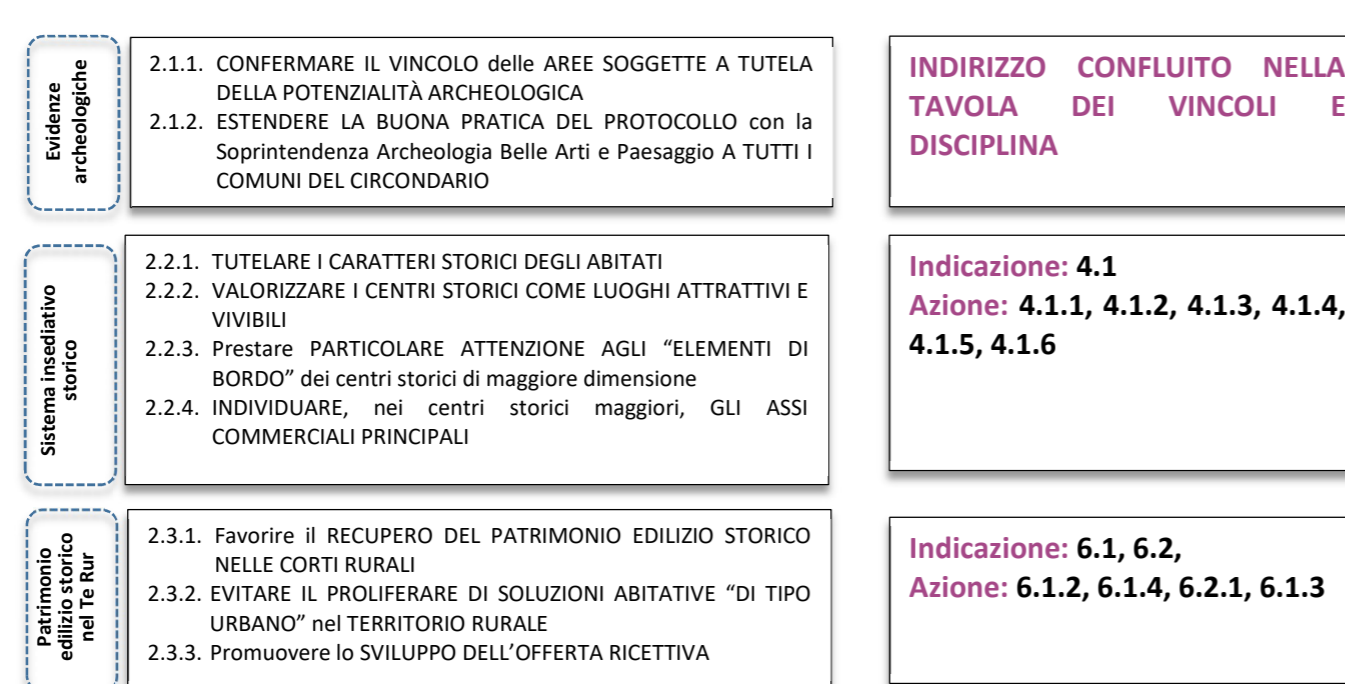 Evidenze
archeologiche
2.1.1. CONFERMARE IL VINCOLO delle AREE SOGGETTE A TUTELA
DELLA POTENZIALITÀ ARCHEOLOGICA
2.1.2. ESTENDERE LA BUONA PRATICA DEL PROTOCOLLO con la
Soprintendenza Archeologia Belle Arti e Paesaggio A TUTTI I
COMUNI DEL CIRCONDARIO
INDIRIZZO CONFLUITO NELLA
TAVOLA DEI VINCOLI E
DISCIPLINA
Sistema insediativo
storico
2.2.1. TUTELARE I CARATTERI STORICI DEGLI ABITATI
2.2.2. VALORIZZARE I CENTRI STORICI COME LUOGHI ATTRATTIVI E
VIVIBILI
2.2.3. Prestare PARTICOLARE ATTENZIONE AGLI “ELEMENTI DI
BORDO” dei centri storici di maggiore dimensione
2.2.4. INDIVIDUARE, nei centri storici maggiori, GLI ASSI
COMMERCIALI PRINCIPALI
Indicazione: 4.1
Azione: 4.1.1, 4.1.2, 4.1.3, 4.1.4,
4.1.5, 4.1.6
Patrimonio
edilizio storico
nel Te Rur
2.3.1. Favorire il RECUPERO DEL PATRIMONIO EDILIZIO STORICO
NELLE CORTI RURALI
2.3.2. EVITARE IL PROLIFERARE DI SOLUZIONI ABITATIVE “DI TIPO
URBANO” nel TERRITORIO RURALE
2.3.3. Promuovere lo SVILUPPO DELL’OFFERTA RICETTIVA
Indicazione: 6.1, 6.2,
Azione: 6.1.2, 6.1.4, 6.2.1, 6.1.3